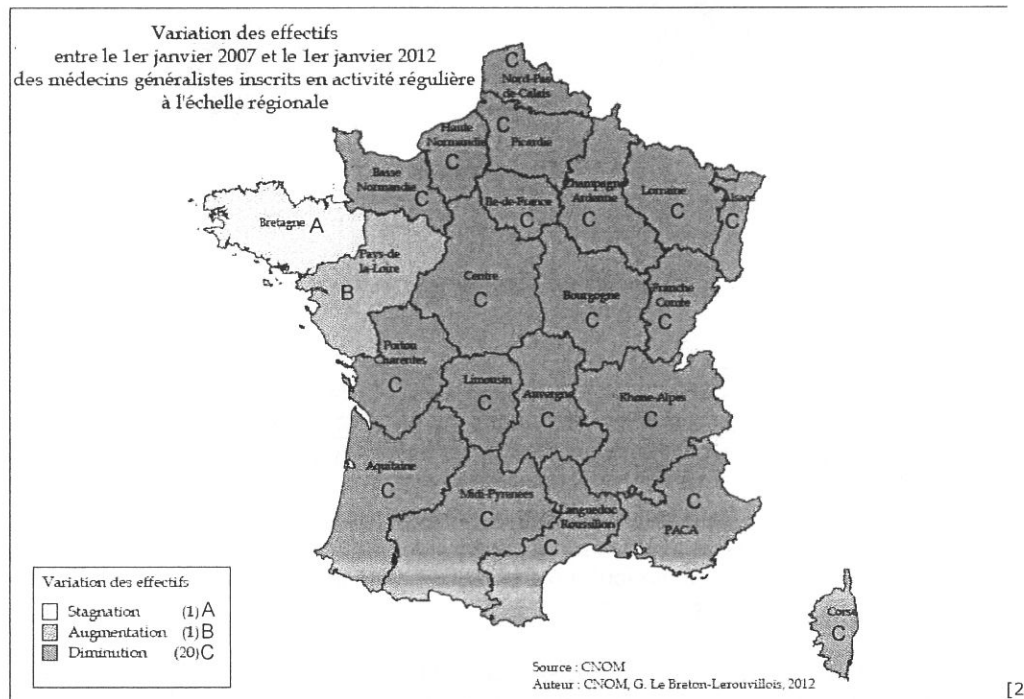 Variation des effectifs
entre le 1er janvier 2007 et le 1er janvier 2012
des médecins généralistes inscrits en activité régulière
à l'échelle régionale
C
Nord-Pas
de-Calais
Haute
Normandie
C
C
Picardie
Basse
Normandie
C
Ile-de-France
C
Champagne
Ardenne
C
Lorraine
C
Alsace
C
Bretagne A
Pays-de
la-Loire
B
Centre
C
Bourgogne
C
Franche
Comté
C
Poitou
Charentes
C
Limousin
C
Auvergne
C
Rhône-Alpes
C
Aquitaine
C
Midi-Pyrénées
C
Languedoc
Roussillon
C
C
PACA
Corse
C
Variation des effectifs
Stagnation (1) A
Augmentation (1) B
Diminution (20) C
Source : CNOM
Auteur : CNOM, G. Le Breton-Lerouvillois, 2012
[2